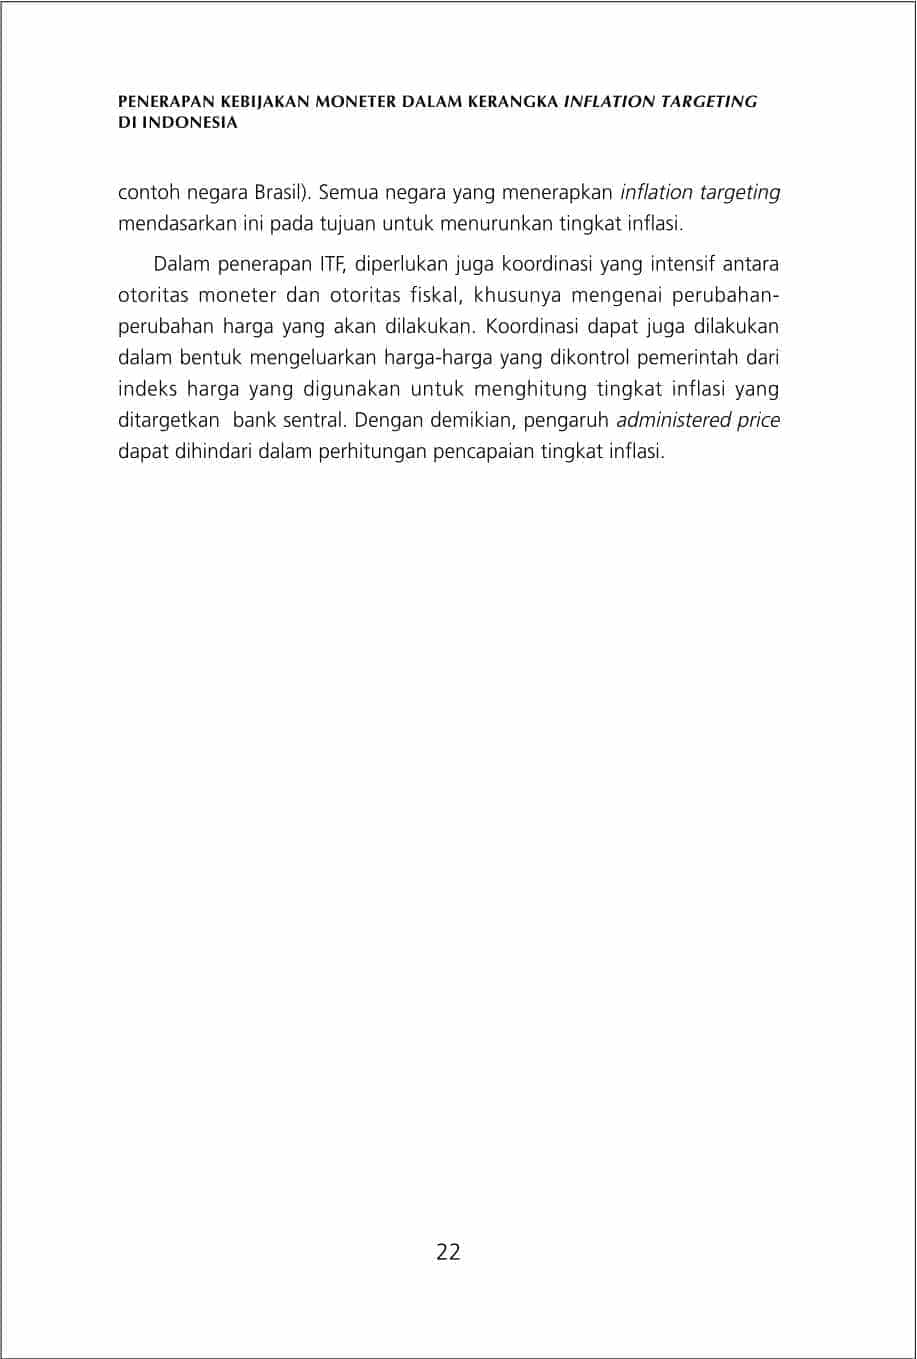 PENERAPAN KEBIJAKAN MONETER DALAM KERANGKA INFLATION TARGETING
DI INDONESIA
contoh negara Brasil). Semua negara yang menerapkan inflation targeting
mendasarkan ini pada tujuan untuk menurunkan tingkat inflasi.
Dalam penerapan ITF, diperlukan juga koordinasi yang intensif antara
otoritas moneter dan otoritas fiskal, khusunya mengenai perubahan-
perubahan harga yang akan dilakukan. Koordinasi dapat juga dilakukan
dalam bentuk mengeluarkan harga-harga yang dikontrol pemerintah dari
indeks harga yang digunakan untuk menghitung tingkat inflasi yang
ditargetkan  bank sentral. Dengan demikian, pengaruh administered price
dapat dihindari dalam perhitungan pencapaian tingkat inflasi.
22